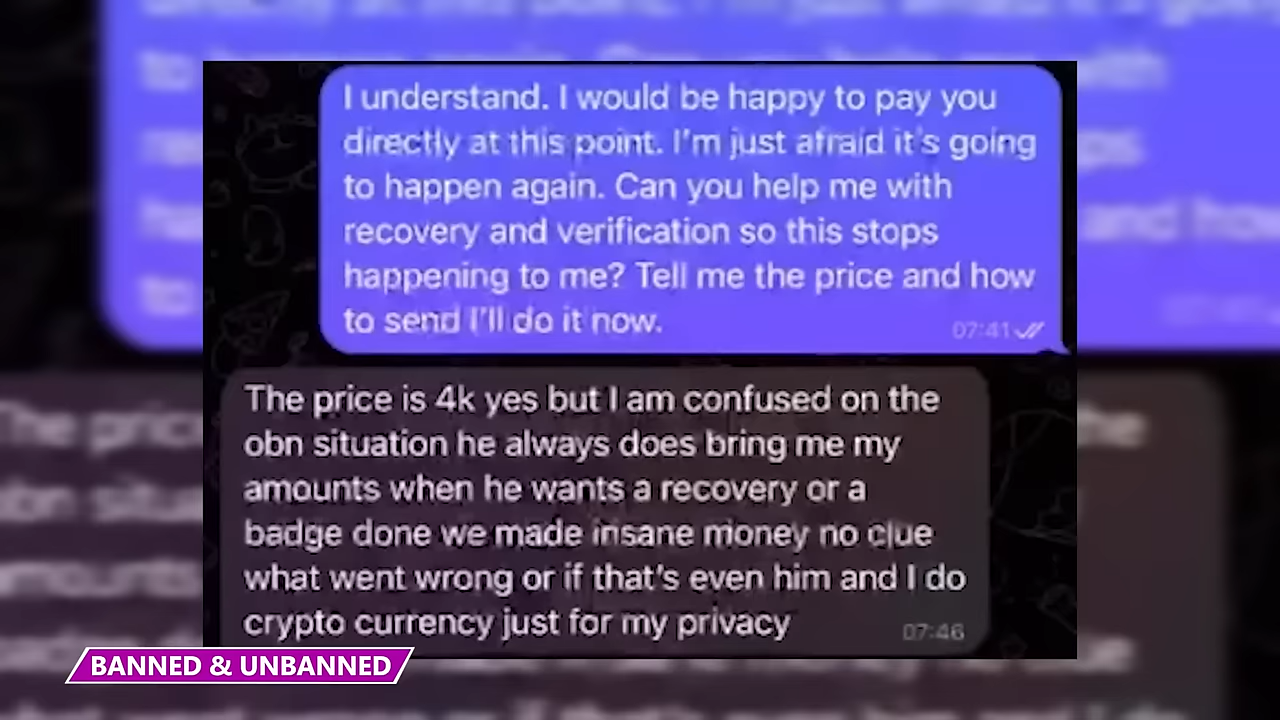 I understand. I would be happy to pay you
directly at this point. I'm just afraid it's going
to happen again. Can you help me with
recovery and verification so this stops
happening to me? Tell me the price and how
to send I'll do it now.
07:41
The price is 4k yes but I am confused on the
obn situation he always does bring me my
amounts when he wants a recovery or a
badge done we made insane money no clue
what went wrong or if that's even him and I do
crypto currency just for my privacy
07:46
BANNED & UNBANNED